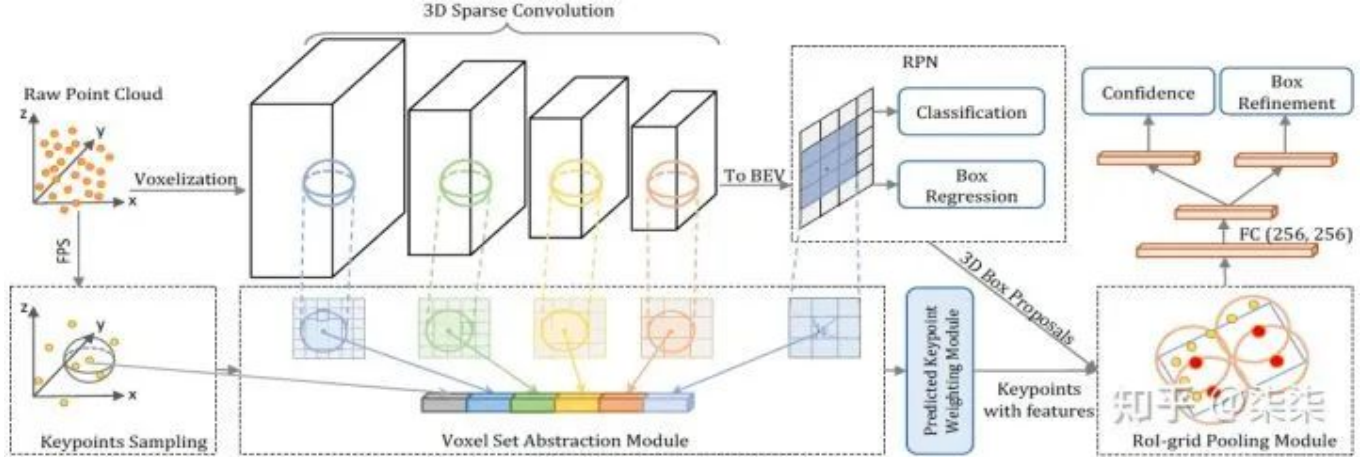 3D Sparse Convolution
Raw Point Cloud
z
y
x
Voxelization
FPS
To BEV
RPN
Classification
Box
Regression
Confidence
Box
Refinement
FC (256, 256)
3D Box Proposals
z
y
x
Keypoints Sampling
Voxel Set Abstraction Module
Predicted Keypoint
Weighting Module
Keypoints
with features
RoI-grid Pooling Module
知乎 @柒柒